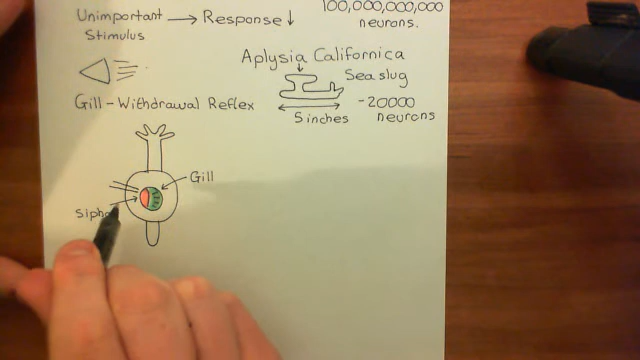 Unimportant → Response ↓
Stimulus
100,000,000,000
neurons.
Aplysia Californica
Sea slug
Gill-Withdrawal Reflex
5 inches
~20000
neurons
Gill